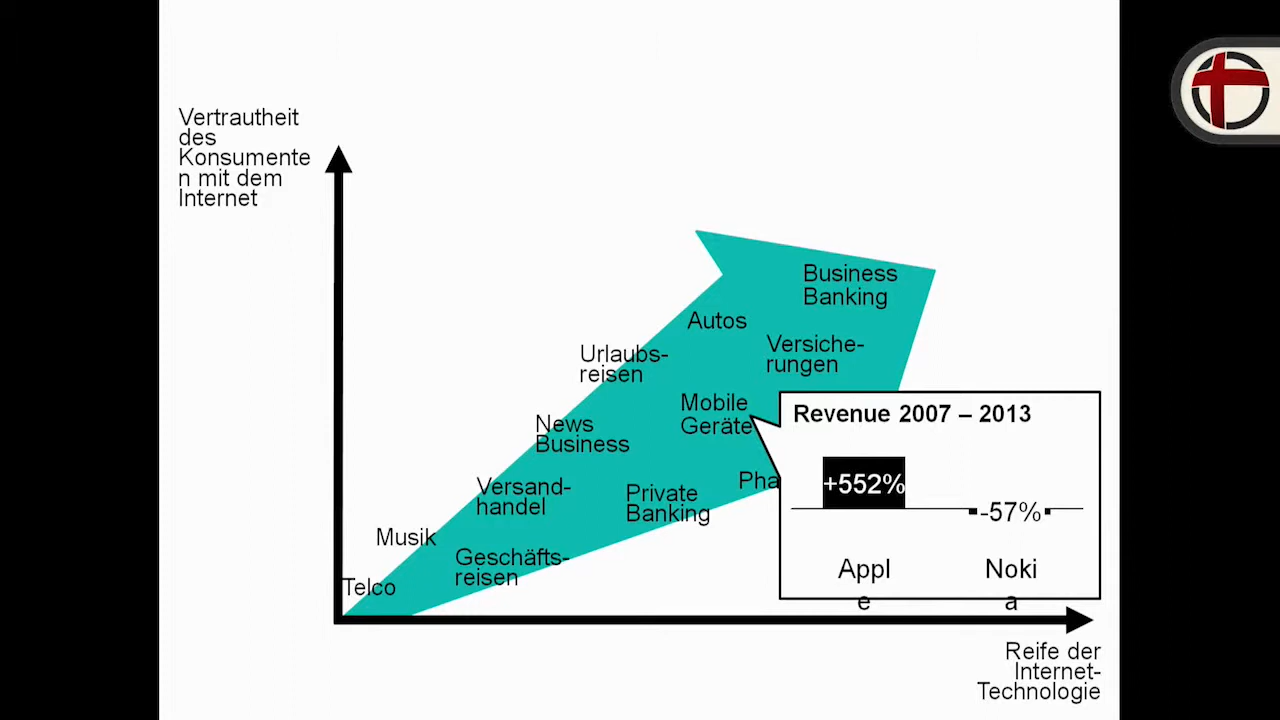 Vertrautheit
des
Konsumente
n mit dem
Internet
Business
Banking
Autos
Versiche-
rungen
Urlaubs-
reisen
Mobile
Geräte
News
Business
Pha
Versand-
handel
Private
Banking
Musik
Geschäfts-
reisen
Telco
Revenue 2007 – 2013
+552%
-57%
Appl
e
Noki
a
Reife der
Internet-
Technologie